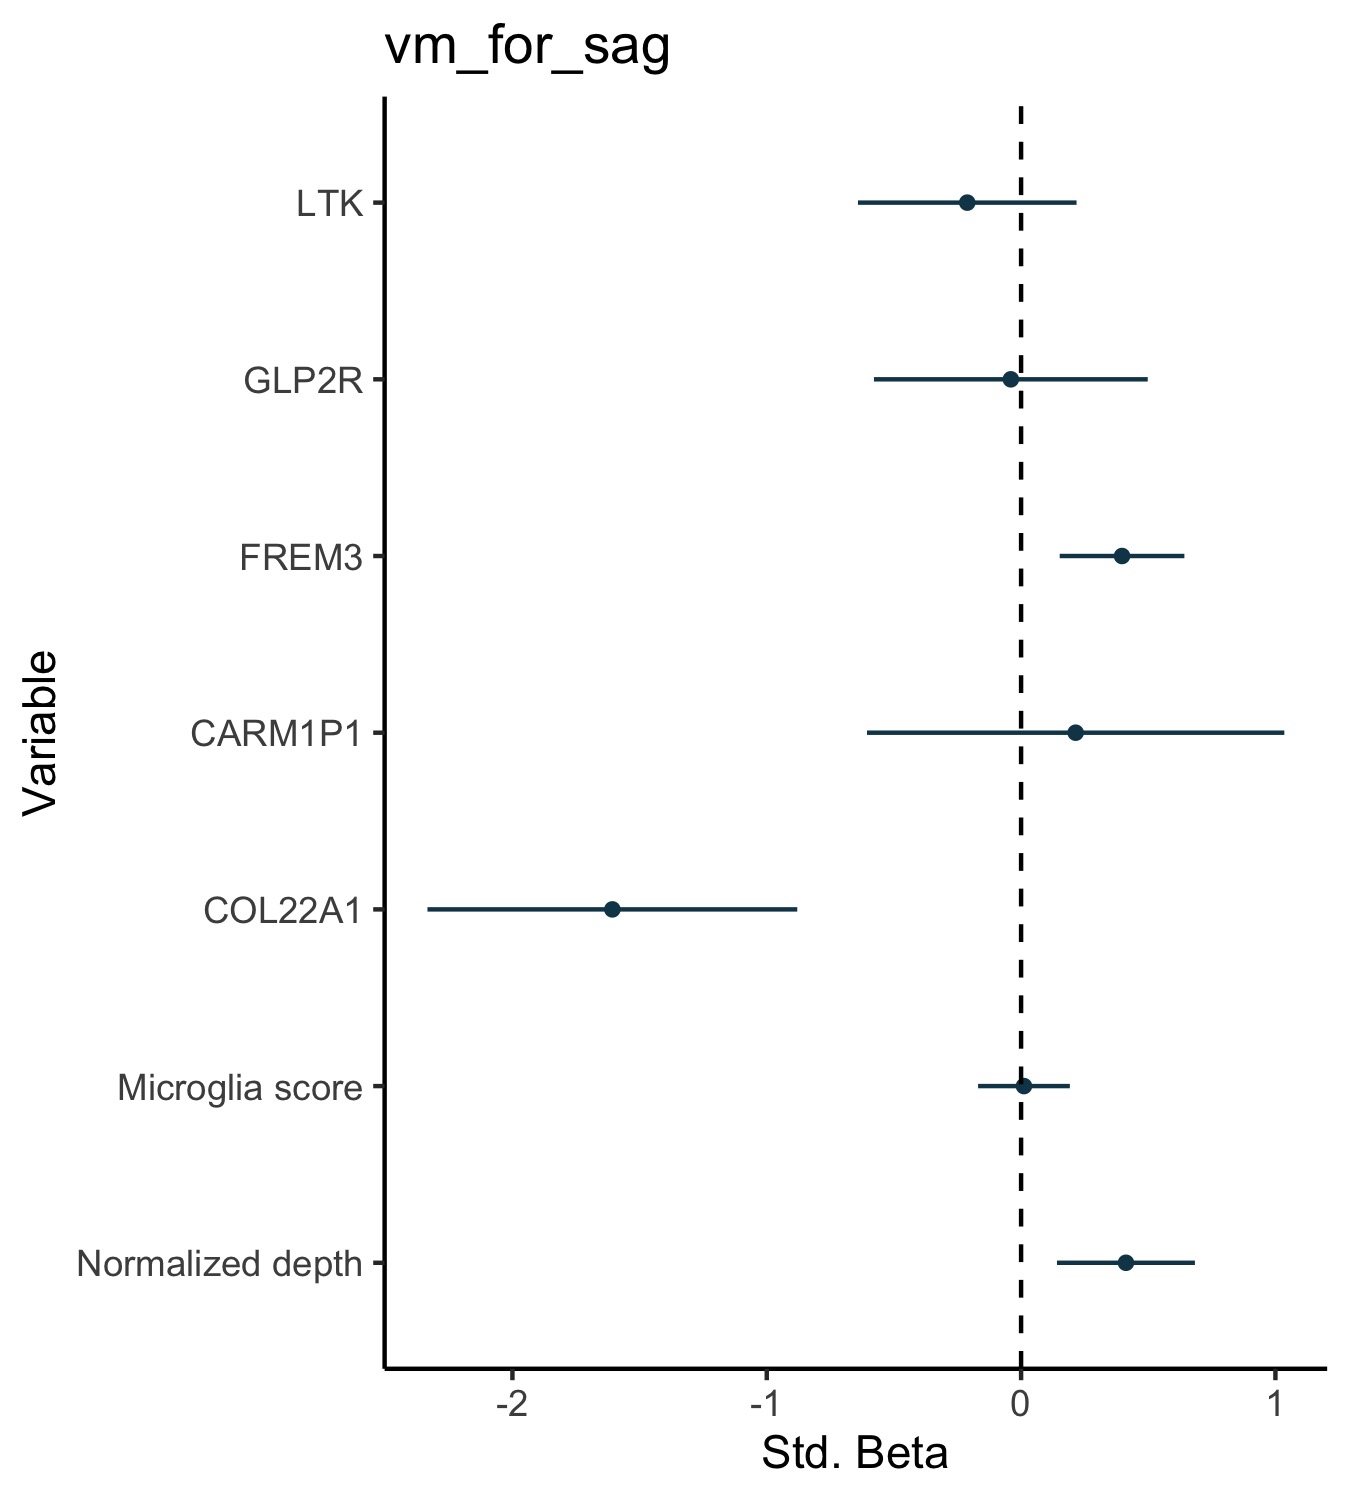 vm_for_sag
LTK
GLP2R
FREM3
CARM1P1
COL22A1
Microglia score
Normalized depth
Variable
-2
-1
0
1
Std. Beta